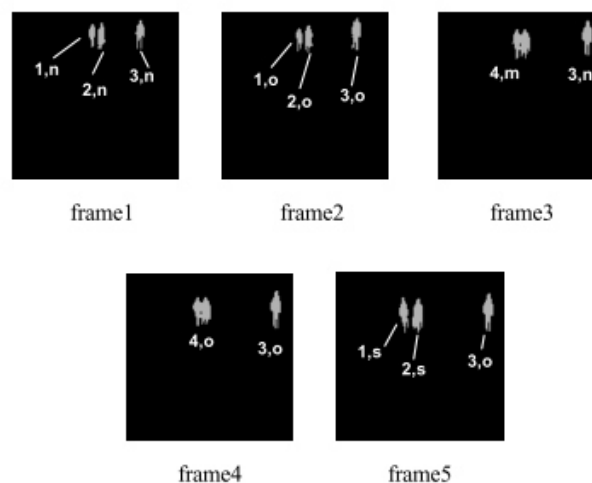 1,n
2,n
3,n
frame1
1,o
2,o
3,o
frame2
4,m
3,n
frame3
4,o
3,o
frame4
1,s
2,s
3,o
frame5